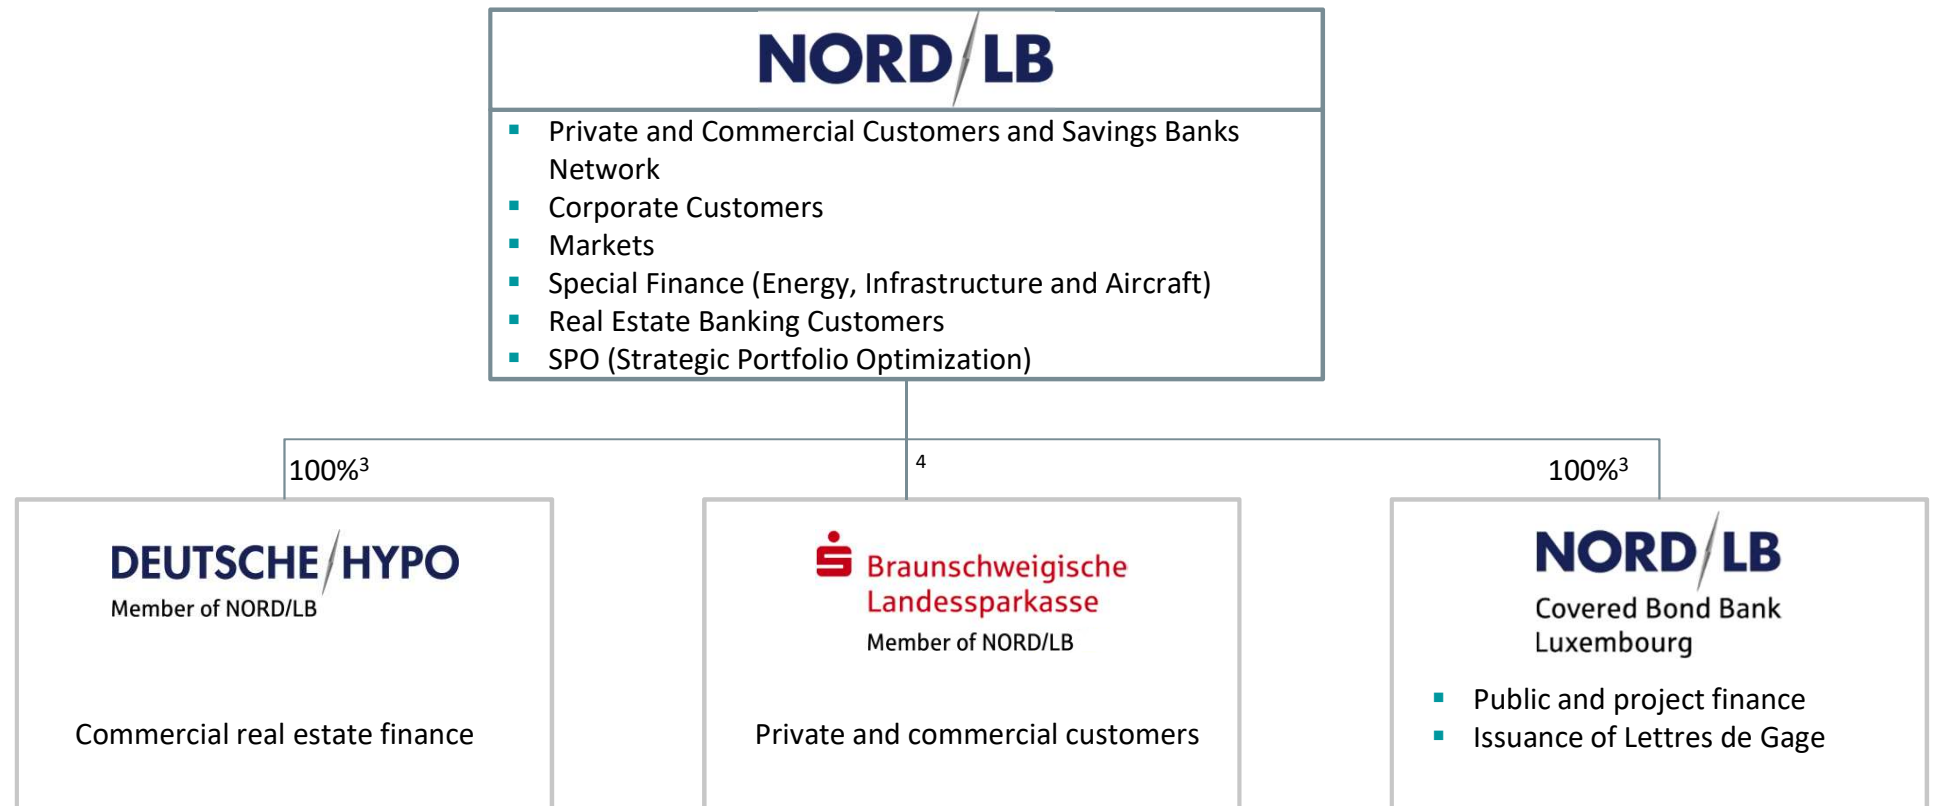 NORD/LB
▪ Private and Commercial Customers and Savings Banks
Network
▪ Corporate Customers
▪ Markets
▪ Special Finance (Energy, Infrastructure and Aircraft)
▪ Real Estate Banking Customers
▪ SPO (Strategic Portfolio Optimization)
100%³
⁴
100%³
DEUTSCHE/HYPO
Member of NORD/LB
Commercial real estate finance
Braunschweigische
Landessparkasse
Member of NORD/LB
Private and commercial customers
NORD/LB
Covered Bond Bank
Luxembourg
▪ Public and project finance
▪ Issuance of Lettres de Gage